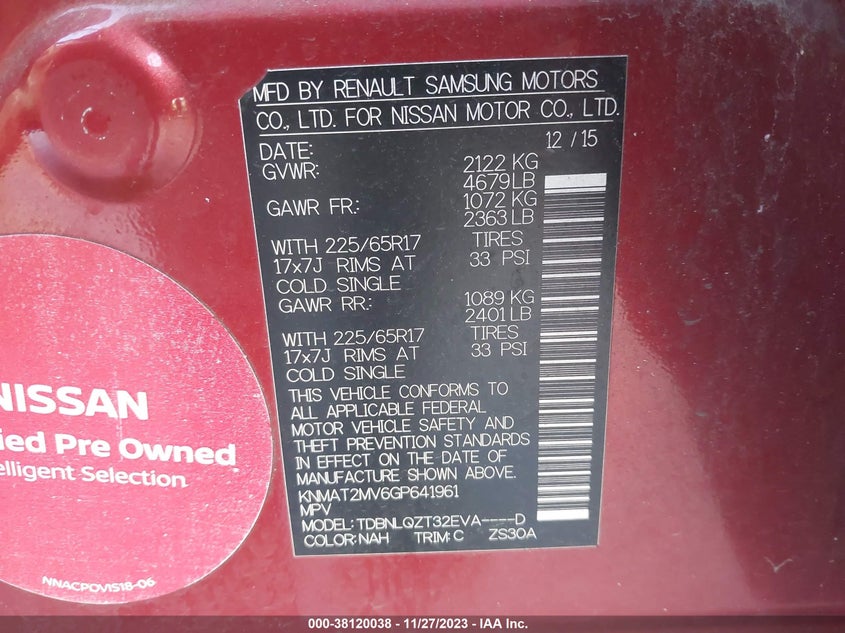 MFD BY RENAULT SAMSUNG MOTORS
CO., LTD. FOR NISSAN MOTOR CO., LTD.
DATE: 12 / 15
GVWR: 2122 KG
4679 LB
GAWR FR: 1072 KG
2363 LB
WITH 225/65R17 TIRES
17x7J RIMS AT 33 PSI
COLD SINGLE
GAWR RR: 1089 KG
2401 LB
WITH 225/65R17 TIRES
17x7J RIMS AT 33 PSI
COLD SINGLE
THIS VEHICLE CONFORMS TO
ALL APPLICABLE FEDERAL
MOTOR VEHICLE SAFETY AND
THEFT PREVENTION STANDARDS
IN EFFECT ON THE DATE OF
MANUFACTURE SHOWN ABOVE.
KNMAT2MV6GP641961
MPV
MODEL: TDBNLQZT32EVA----D
COLOR: NAH TRIM: C ZS30A
NISSAN
ied Pre Owned
elligent Selection
NNACPOVIS18-06
000-38120038 - 11/27/2023 - IAA Inc.